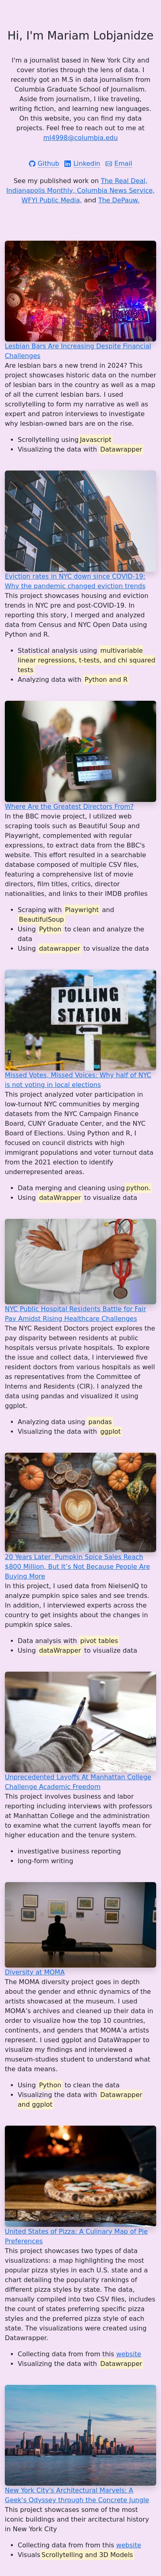 Hi, I'm Mariam Lobjanidze
I'm a journalist based in New York City and
cover stories through the lens of data. I
recently got an M.S in data journalism from
Columbia Graduate School of Journalism.
Aside from journalism, I like traveling,
writing fiction, and learning new languages.
On this website, you can find my data
projects. Feel free to reach out to me at
ml4998@columbia.edu
Github Linkedin Email
See my published work on The Real Deal,
Indianapolis Monthly, Columbia News Service,
WFYI Public Media, and The DePauw.
Lesbian Bars Are Increasing Despite Financial
Challenges
Are lesbian bars a new trend in 2024? This
project showcases historic data on the number
of lesbian bars in the country as well as a map
of all the current lesbian bars. I used
scrollytelling to form my narrative as well as
expert and patron interviews to investigate
why lesbian-owned bars are on the rise.
Scrollytelling using Javascript
Visualizing the data with Datawrapper
Eviction rates in NYC down since COVID-19:
Why the pandemic changed eviction trends
This project showcases housing and eviction
trends in NYC pre and post-COVID-19. In
reporting this story, I merged and analyzed
data from Census and NYC Open Data using
Python and R.
Statistical analysis using multivariable
linear regressions, t-tests, and chi squared
tests
Analyzing data with Python and R
Where Are the Greatest Directors From?
In the BBC movie project, I utilized web
scraping tools such as Beautiful Soup and
Playwright, complemented with regular
expressions, to extract data from the BBC's
website. This effort resulted in a searchable
database composed of multiple CSV files,
featuring a comprehensive list of movie
directors, film titles, critics, director
nationalities, and links to their IMDB profiles
Scraping with Playwright and
BeautifulSoup
Using Python to clean and analyze the
data
Using datawrapper to visualize the data
POLLING
STATION
Missed Votes, Missed Voices: Why half of NYC
is not voting in local elections
This project analyzed voter participation in
low-turnout NYC communities by merging
datasets from the NYC Campaign Finance
Board, CUNY Graduate Center, and the NYC
Board of Elections. Using Python and R, I
focused on council districts with high
immigrant populations and voter turnout data
from the 2021 elections to identify
underrepresented areas.
Data merging and cleaning using python
Using dataWrapper to visualize data
NYC Public Hospital Residents Battle for Fair
Pay Amidst Rising Healthcare Challenges
The NYC Resident Doctors project explores the
pay disparity between residents at public
hospitals versus private hospitals. To explore
the issue and collect data, I interviewed five
resident doctors from various hospitals as well
as representatives from the Committee of
Interns and Residents (CIR). I analyzed the
data using pandas and visualized it using
ggplot.
Analyzing data using pandas
Visualizing the data with ggplot
20 Years Later, Pumpkin Spice Sales Reach
$800 Million, But It's Not Because People Are
Buying More
In this project, I used data from NielsenIQ to
analyze pumpkin spice sales and see trends.
In addition, I interviewed experts across the
country to get insights about the changes in
pumpkin spice sales.
Data analysis with pivot tables
Using dataWrapper to visualize data
Unprecedented Layoffs At Manhattan College
Challenge Academic Freedom
This project involved business and labor
reporting including interviews with professors
at Manhattan College and the administration
to examine what the current layoffs mean for
higher education and the tenure system.
investigative business reporting
long-form writing
Diversity at MOMA
The MOMA diversity project goes in depth
about the gender and ethnic dynamics of the
artists showcased at the museum. I used
MOMA's archives and cleaned up their data in
order to visualize how the top 10 countries,
continents, and genders that MOMA'a artists
represent. I used ggplot and DataWrapper to
visualize my findings and interviewed a
museum-studies student to understand what
the data means.
Using Python to clean the data
Visualizing the data with Datawrapper
and ggplot
United States of Pizza: A Culinary Map of Pie
Preferences
This project showcases two types of data
visualizations: a map highlighting the most
popular pizza styles in each U.S. state and a
chart detailing the popularity rankings of
different pizza styles by state. The data,
manually compiled into two CSV files, includes
the count of states preferring specific pizza
styles and the preferred pizza style of each
state. The visualizations were created using
Datawrapper.
Collecting data from from this website
Visualizing the data with Datawrapper
New York City's Architectural Marvels: A
Geek's Odyssey through the Concrete Jungle
This project showcases some of the most
iconic buildings and their arcitectural history
in New York City
Collecting data from from this website
Visuals Scrollytelling and 3D Models